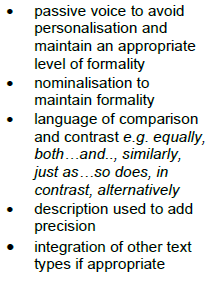 • passive voice to avoid
personalisation and
maintain an appropriate
level of formality
• nominalisation to
maintain formality
• language of comparison
and contrast e.g. equally,
both…and.., similarly,
just as…so does, in
contrast, alternatively
• description used to add
precision
• integration of other text
types if appropriate